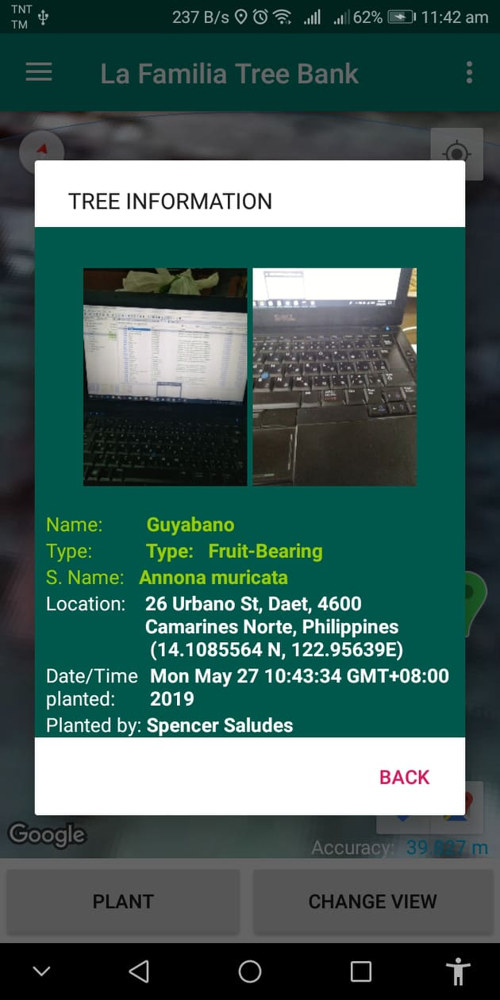 TNT
TM
237 B/s 62% 11:42 am
La Familia Tree Bank
TREE INFORMATION
DELL
Name: Guyabano
Type: Type: Fruit-Bearing
S. Name: Annona muricata
Location: 26 Urbano St, Daet, 4600
Camarines Norte, Philippines
(14.1085564 N, 122.95639E)
Date/Time Mon May 27 10:43:34 GMT+08:00
planted: 2019
Planted by: Spencer Saludes
BACK
Google
Accuracy: 39.827 m
PLANT CHANGE VIEW